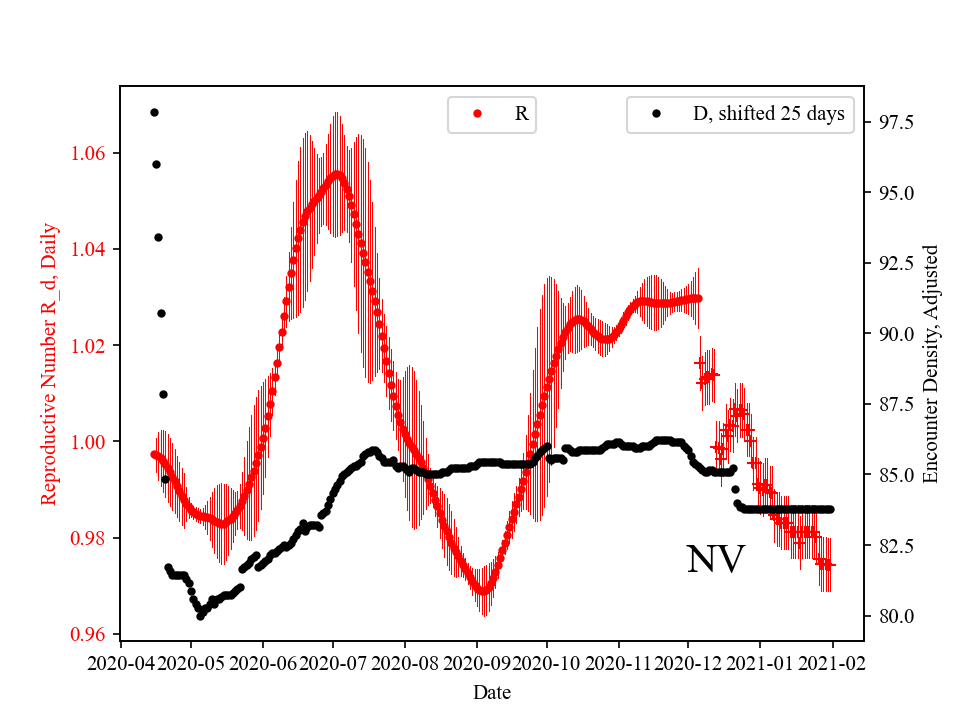 R
D, shifted 25 days
Reproductive Number R_d, Daily
1.06
1.04
1.02
1.00
0.98
0.96
97.5
95.0
92.5
90.0
87.5
85.0
82.5
80.0
Encounter Density, Adjusted
NV
2020-04 2020-05 2020-06 2020-07 2020-08 2020-09 2020-10 2020-11 2020-12 2021-01 2021-02
Date